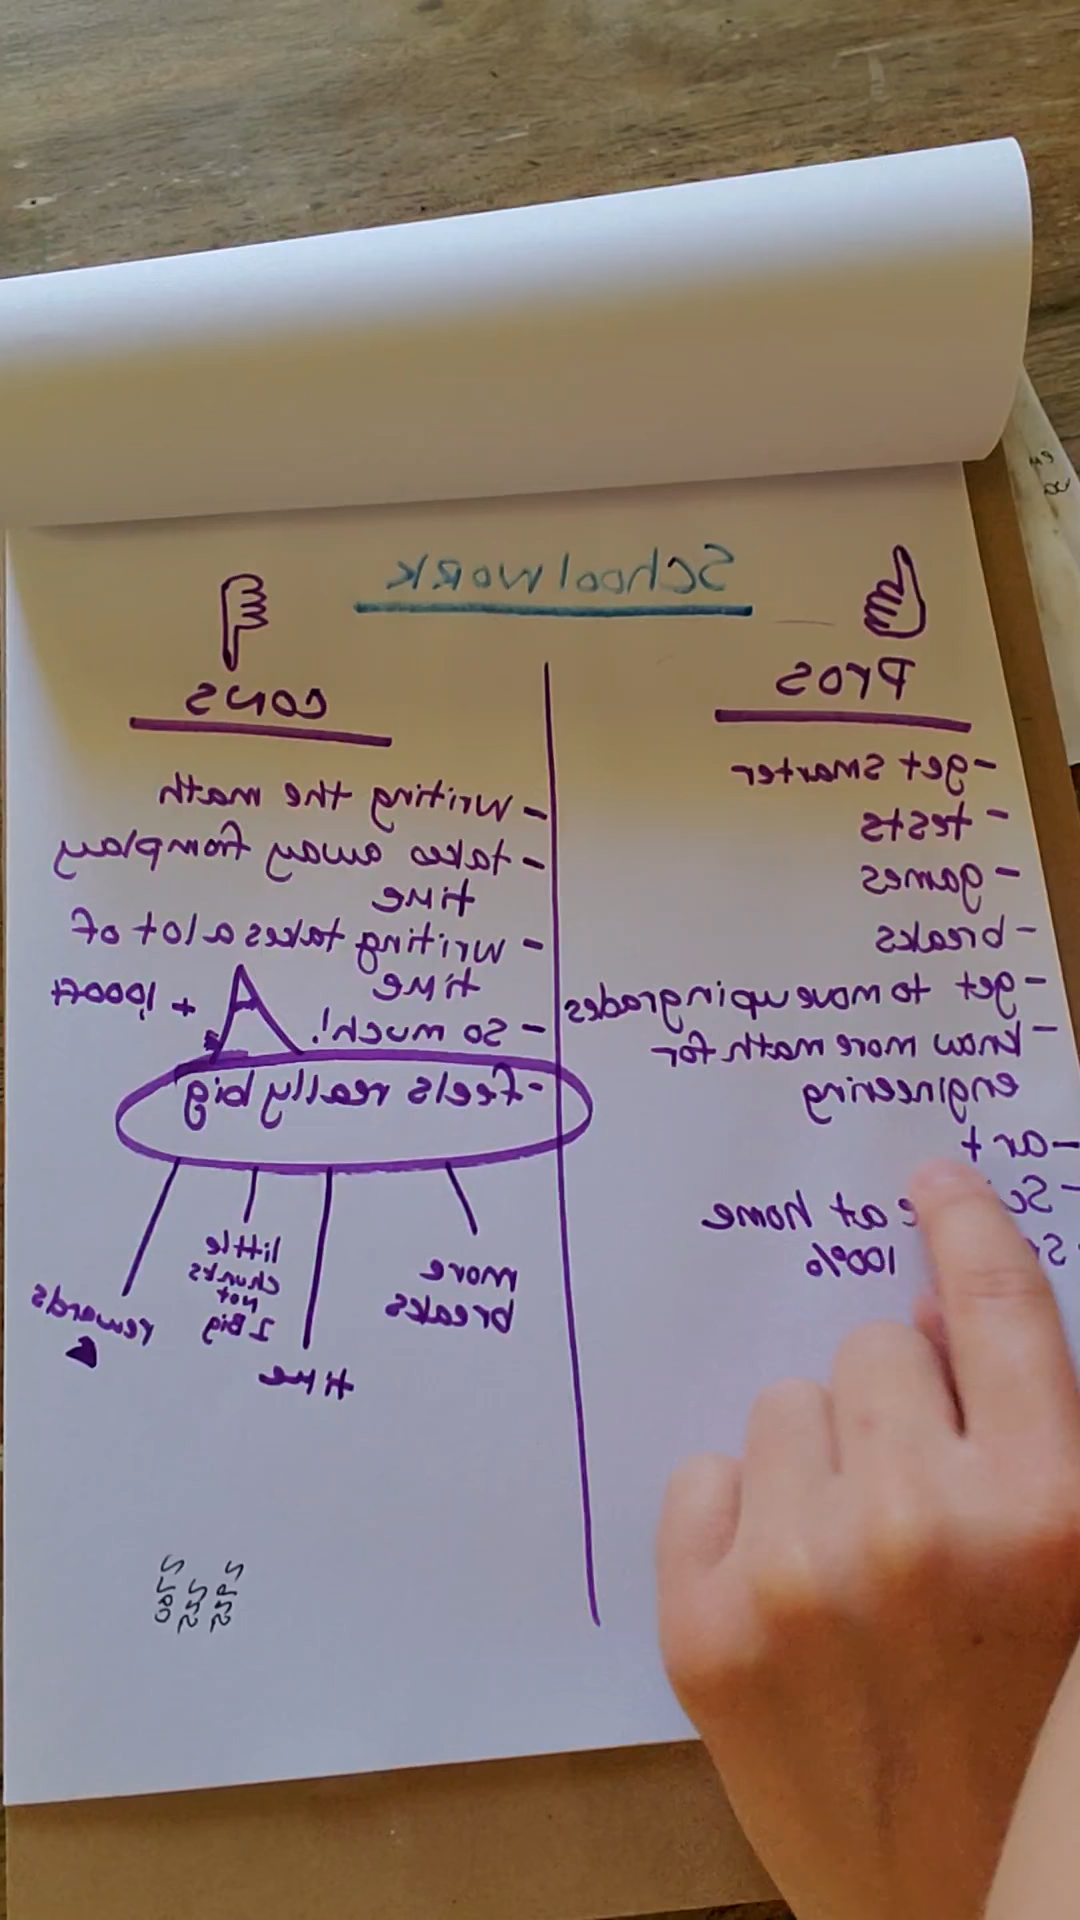 Schoolwork
Pros
- get smarter
- tests
- games
- breaks
- get to move up in grades
- know more math for
engineering
- art
at home
100%
cons
- writing the math
- takes away from play
time
- writing takes a lot of
time
- so much!
+ 1,000ft
- feels really big
more
breaks
time
little
chunks
not
1 Big
rewards